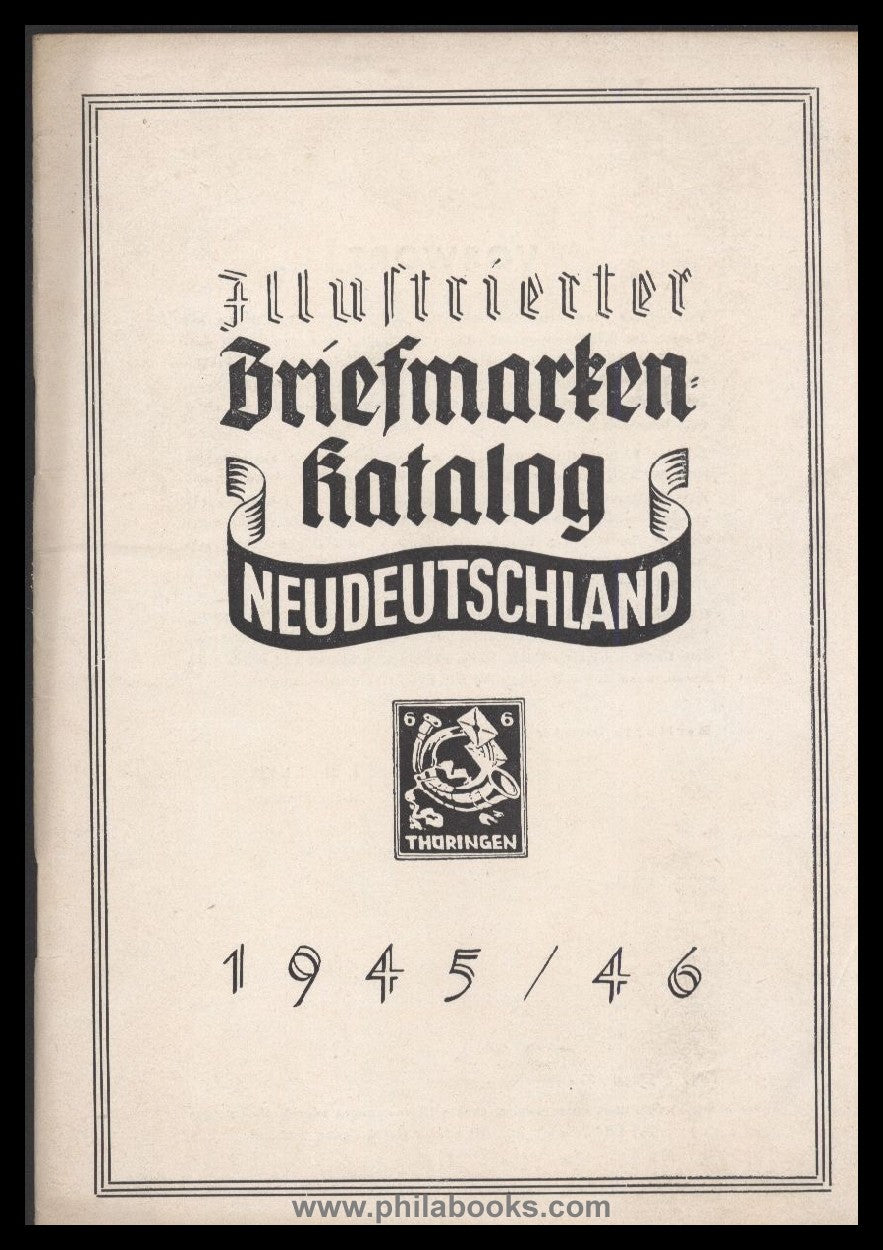 Illustrierter
Briefmarken-
Katalog
NEUDEUTSCHLAND
6 6
THÜRINGEN
1945/46
www.philabooks.com